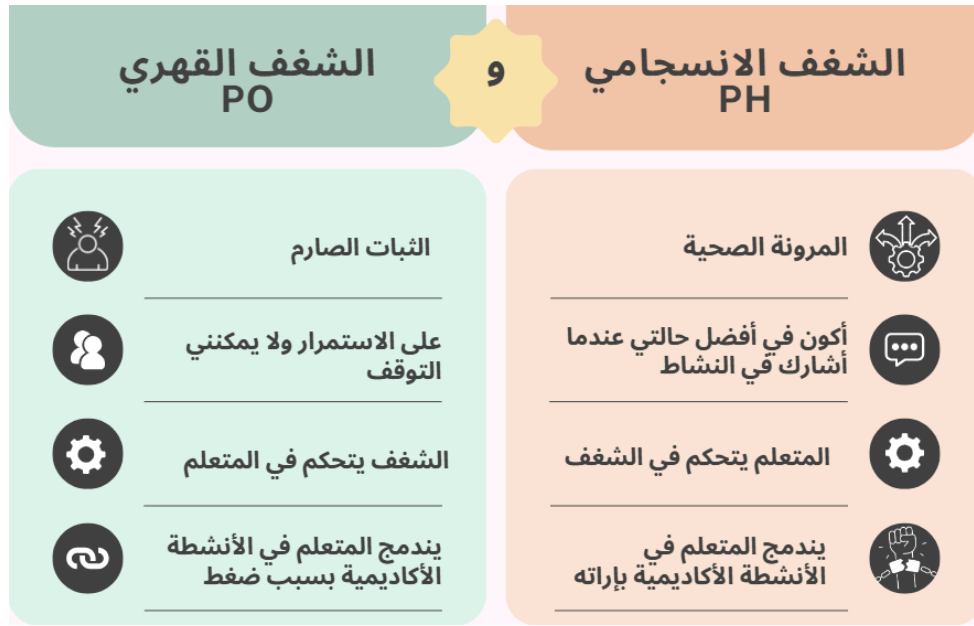 الشغف الانسجامي
PH
و
الشغف القهري
PO
المرونة الصحية
أكون في أفضل حالتي عندما
أشارك في النشاط
المتعلم يتحكم في الشغف
يندمج المتعلم في
الأنشطة الأكاديمية بإراته
الثبات الصارم
على الاستمرار ولا يمكنني
التوقف
الشغف يتحكم في المتعلم
يندمج المتعلم في الأنشطة
الأكاديمية بسبب ضغط